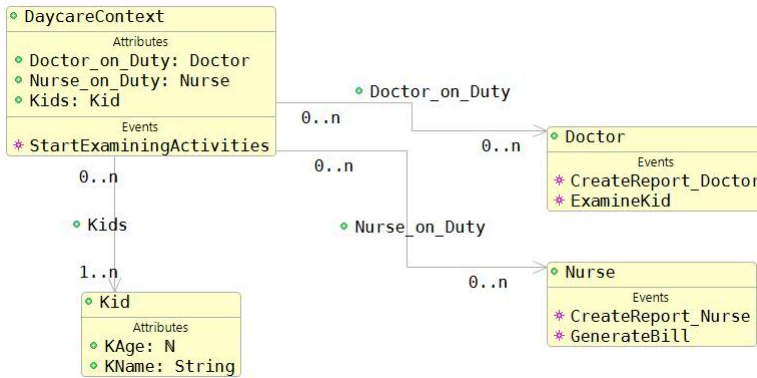 DaycareContext
Attributes
Doctor_on_Duty: Doctor
Nurse_on_Duty: Nurse
Kids: Kid
Events
StartExaminingActivities
Doctor_on_Duty
0..n
0..n
Doctor
Events
CreateReport_Doctor
ExamineKid
0..n
Nurse_on_Duty
0..n
Nurse
Events
CreateReport_Nurse
GenerateBill
0..n
Kids
1..n
Kid
Attributes
KAge: ℕ
KName: String